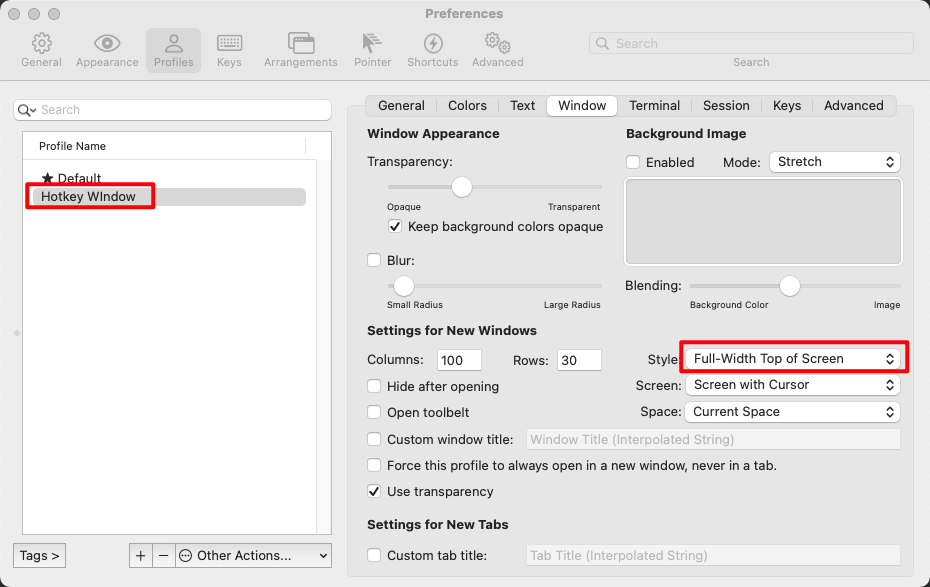 Preferences
General Appearance Profiles Keys Arrangements Pointer Shortcuts Advanced
Search
Search
Search
General Colors Text Window Terminal Session Keys Advanced
Profile Name
★ Default
Hotkey WIndow
Window Appearance
Transparency:
Opaque Transparent
Keep background colors opaque
Blur:
Small Radius Large Radius
Background Image
Enabled Mode: Stretch
Blending:
Background Color Image
Settings for New Windows
Columns: 100 Rows: 30 Style: Full-Width Top of Screen
Hide after opening Screen: Screen with Cursor
Open toolbelt Space: Current Space
Custom window title: Window Title (Interpolated String)
Force this profile to always open in a new window, never in a tab.
Use transparency
Settings for New Tabs
Custom tab title: Tab Title (Interpolated String)
Tags > + − Other Actions...